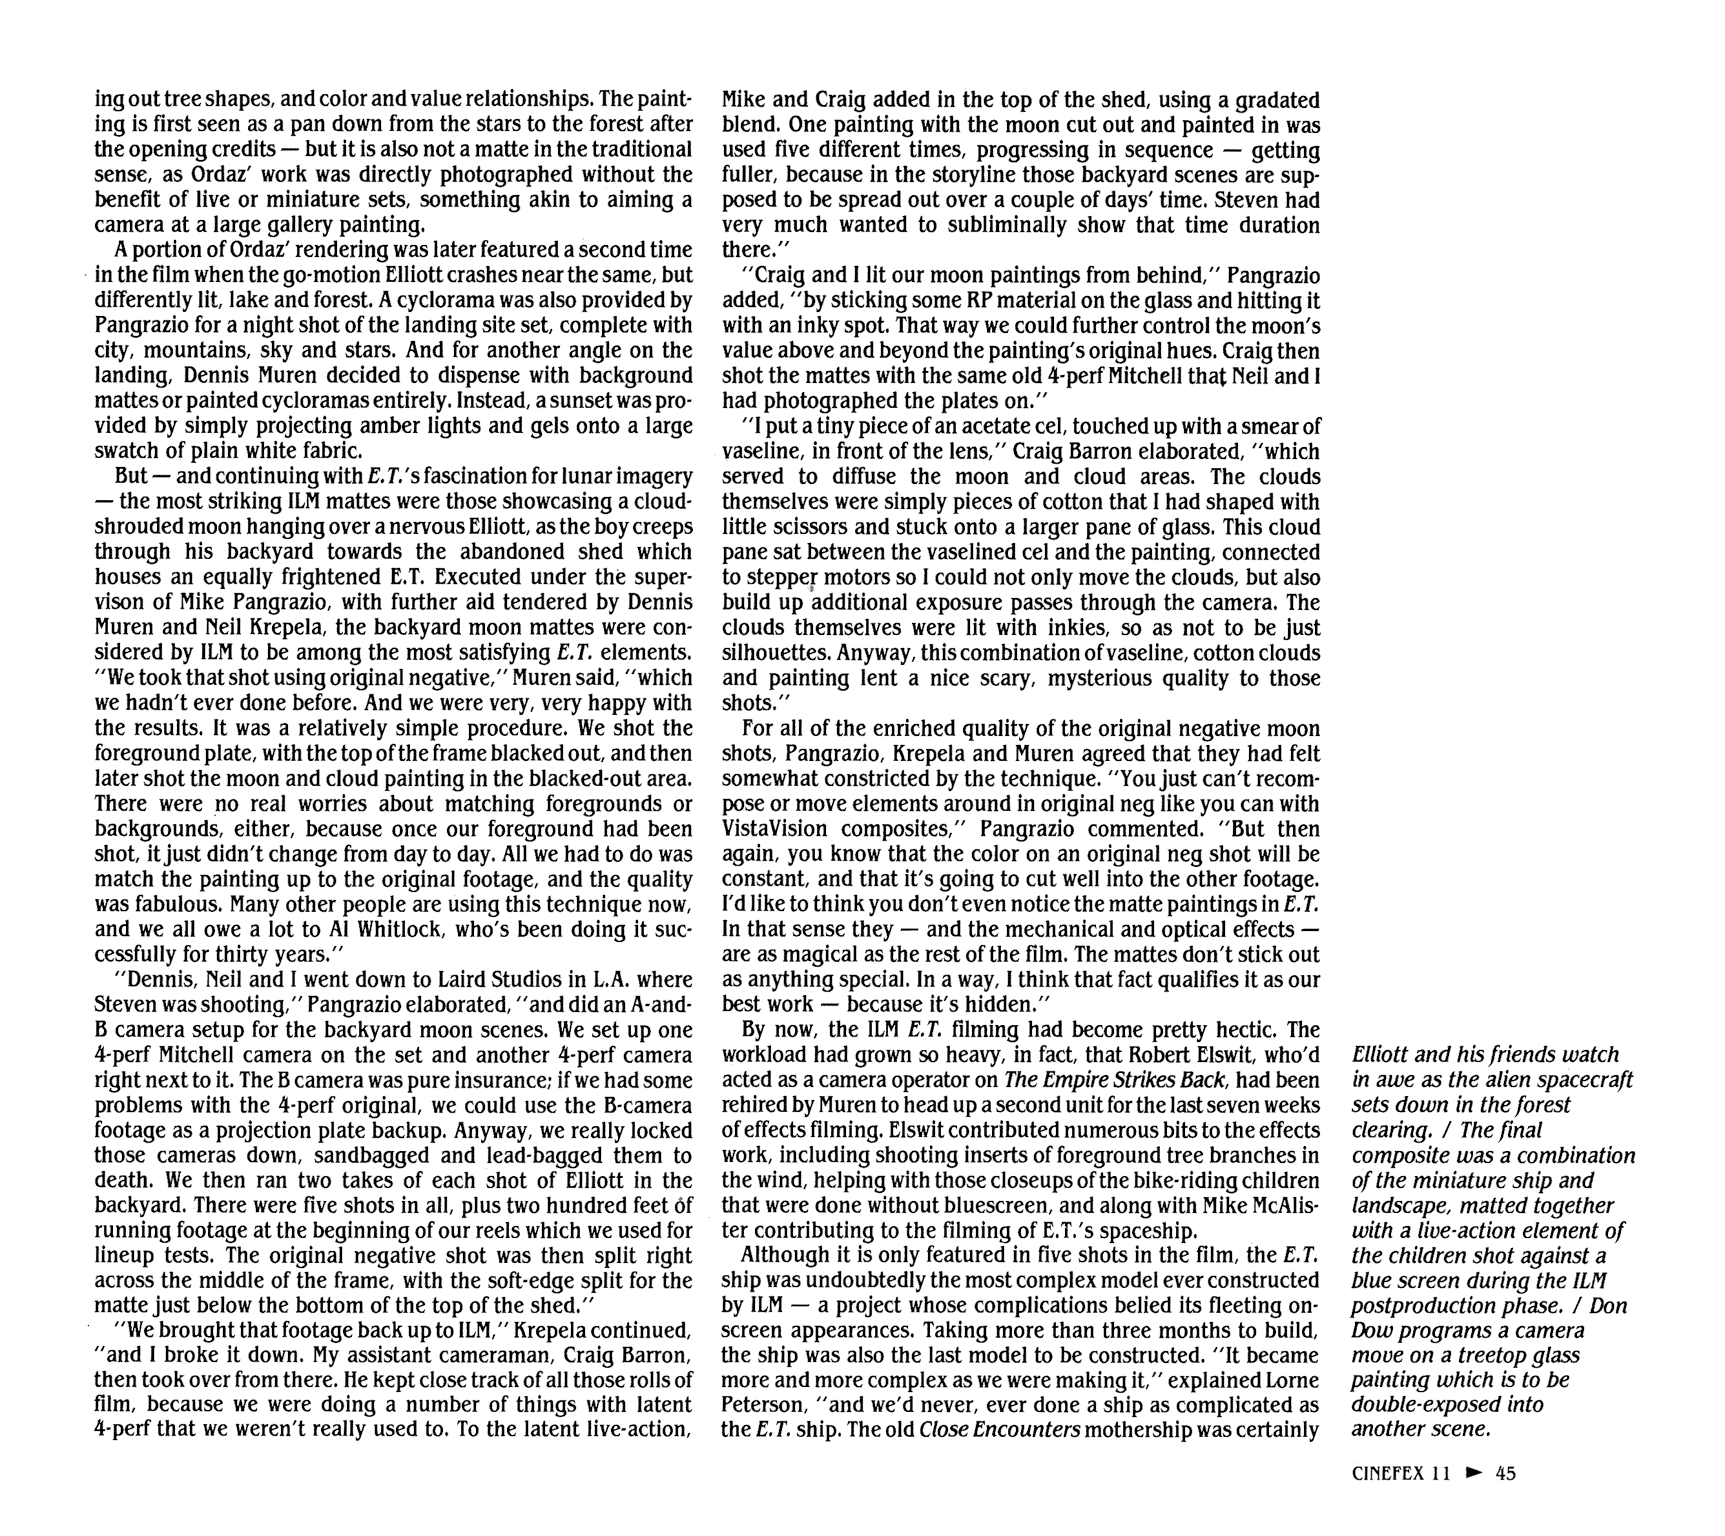 ing out tree shapes, and color and value relationships. The paint-
ing is first seen as a pan down from the stars to the forest after
the opening credits — but it is also not a matte in the traditional
sense, as Ordaz' work was directly photographed without the
benefit of live or miniature sets, something akin to aiming a
camera at a large gallery painting.
A portion of Ordaz' rendering was later featured a second time
in the film when the go-motion Elliott crashes near the same, but
differently lit, lake and forest. A cyclorama was also provided by
Pangrazio for a night shot of the landing site set, complete with
city, mountains, sky and stars. And for another angle on the
landing, Dennis Muren decided to dispense with background
mattes or painted cycloramas entirely. Instead, a sunset was pro-
vided by simply projecting amber lights and gels onto a large
swatch of plain white fabric.
But — and continuing with E.T.'s fascination for lunar imagery
— the most striking ILM mattes were those showcasing a cloud-
shrouded moon hanging over a nervous Elliott, as the boy creeps
through his backyard towards the abandoned shed which
houses an equally frightened E.T. Executed under the super-
vison of Mike Pangrazio, with further aid tendered by Dennis
Muren and Neil Krepela, the backyard moon mattes were con-
sidered by ILM to be among the most satisfying E.T. elements.
"We took that shot using original negative," Muren said, "which
we hadn't ever done before. And we were very, very happy with
the results. It was a relatively simple procedure. We shot the
foreground plate, with the top of the frame blacked out, and then
later shot the moon and cloud painting in the blacked-out area.
There were no real worries about matching foregrounds or
backgrounds, either, because once our foreground had been
shot, it just didn't change from day to day. All we had to do was
match the painting up to the original footage, and the quality
was fabulous. Many other people are using this technique now,
and we all owe a lot to Al Whitlock, who's been doing it suc-
cessfully for thirty years."
"Dennis, Neil and I went down to Laird Studios in L.A. where
Steven was shooting," Pangrazio elaborated, "and did an A-and-
B camera setup for the backyard moon scenes. We set up one
4-perf Mitchell camera on the set and another 4-perf camera
right next to it. The B camera was pure insurance; if we had some
problems with the 4-perf original, we could use the B-camera
footage as a projection plate backup. Anyway, we really locked
those cameras down, sandbagged and lead-bagged them to
death. We then ran two takes of each shot of Elliott in the
backyard. There were five shots in all, plus two hundred feet of
running footage at the beginning of our reels which we used for
lineup tests. The original negative shot was then split right
across the middle of the frame, with the soft-edge split for the
matte just below the bottom of the top of the shed."
"We brought that footage back up to ILM," Krepela continued,
"and I broke it down. My assistant cameraman, Craig Barron,
then took over from there. He kept close track of all those rolls of
film, because we were doing a number of things with latent
4-perf that we weren't really used to. To the latent live-action,
Mike and Craig added in the top of the shed, using a gradated
blend. One painting with the moon cut out and painted in was
used five different times, progressing in sequence — getting
fuller, because in the storyline those backyard scenes are sup-
posed to be spread out over a couple of days' time. Steven had
very much wanted to subliminally show that time duration
there."
"Craig and I lit our moon paintings from behind," Pangrazio
added, "by sticking some RP material on the glass and hitting it
with an inky spot. That way we could further control the moon's
value above and beyond the painting's original hues. Craig then
shot the mattes with the same old 4-perf Mitchell that Neil and I
had photographed the plates on."
"I put a tiny piece of an acetate cel, touched up with a smear of
vaseline, in front of the lens," Craig Barron elaborated, "which
served to diffuse the moon and cloud areas. The clouds
themselves were simply pieces of cotton that I had shaped with
little scissors and stuck onto a larger pane of glass. This cloud
pane sat between the vaselined cel and the painting, connected
to stepper motors so I could not only move the clouds, but also
build up additional exposure passes through the camera. The
clouds themselves were lit with inkies, so as not to be just
silhouettes. Anyway, this combination of vaseline, cotton clouds
and painting lent a nice scary, mysterious quality to those
shots."
For all of the enriched quality of the original negative moon
shots, Pangrazio, Krepela and Muren agreed that they had felt
somewhat constricted by the technique. "You just can't recom-
pose or move elements around in original neg like you can with
VistaVision composites," Pangrazio commented. "But then
again, you know that the color on an original neg shot will be
constant, and that it's going to cut well into the other footage.
I'd like to think you don't even notice the matte paintings in E.T.
In that sense they — and the mechanical and optical effects —
are as magical as the rest of the film. The mattes don't stick out
as anything special. In a way, I think that fact qualifies it as our
best work — because it's hidden."
By now, the ILM E.T. filming had become pretty hectic. The
workload had grown so heavy, in fact, that Robert Elswit, who'd
acted as a camera operator on The Empire Strikes Back, had been
rehired by Muren to head up a second unit for the last seven weeks
of effects filming. Elswit contributed numerous bits to the effects
work, including shooting inserts of foreground tree branches in
the wind, helping with those closeups of the bike-riding children
that were done without bluescreen, and along with Mike McAlis-
ter contributing to the filming of E.T.'s spaceship.
Although it is only featured in five shots in the film, the E.T.
ship was undoubtedly the most complex model ever constructed
by ILM — a project whose complications belied its fleeting on-
screen appearances. Taking more than three months to build,
the ship was also the last model to be constructed. "It became
more and more complex as we were making it," explained Lorne
Peterson, "and we'd never, ever done a ship as complicated as
the E.T. ship. The old Close Encounters mothership was certainly
Elliott and his friends watch
in awe as the alien spacecraft
sets down in the forest
clearing. / The final
composite was a combination
of the miniature ship and
landscape, matted together
with a live-action element of
the children shot against a
blue screen during the ILM
postproduction phase. / Don
Dow programs a camera
move on a treetop glass
painting which is to be
double-exposed into
another scene.
CINEFEX 11 ► 45